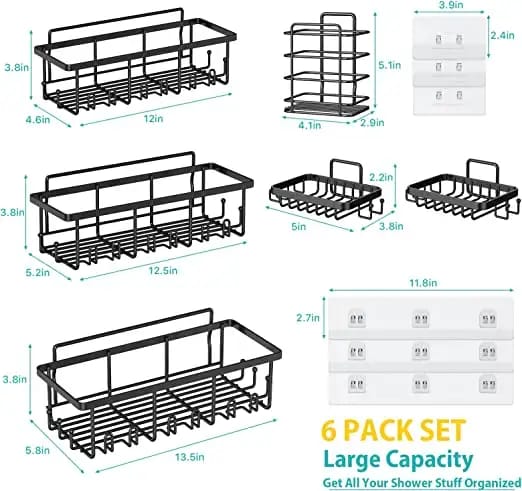 3.8in
4.6in
12in
5.1in
4.1in
2.9in
3.9in
2.4in
3.8in
5.2in
12.5in
2.2in
5in
3.8in
11.8in
2.7in
3.8in
5.8in
13.5in
6 PACK SET
Large Capacity
Get All Your Shower Stuff Organized